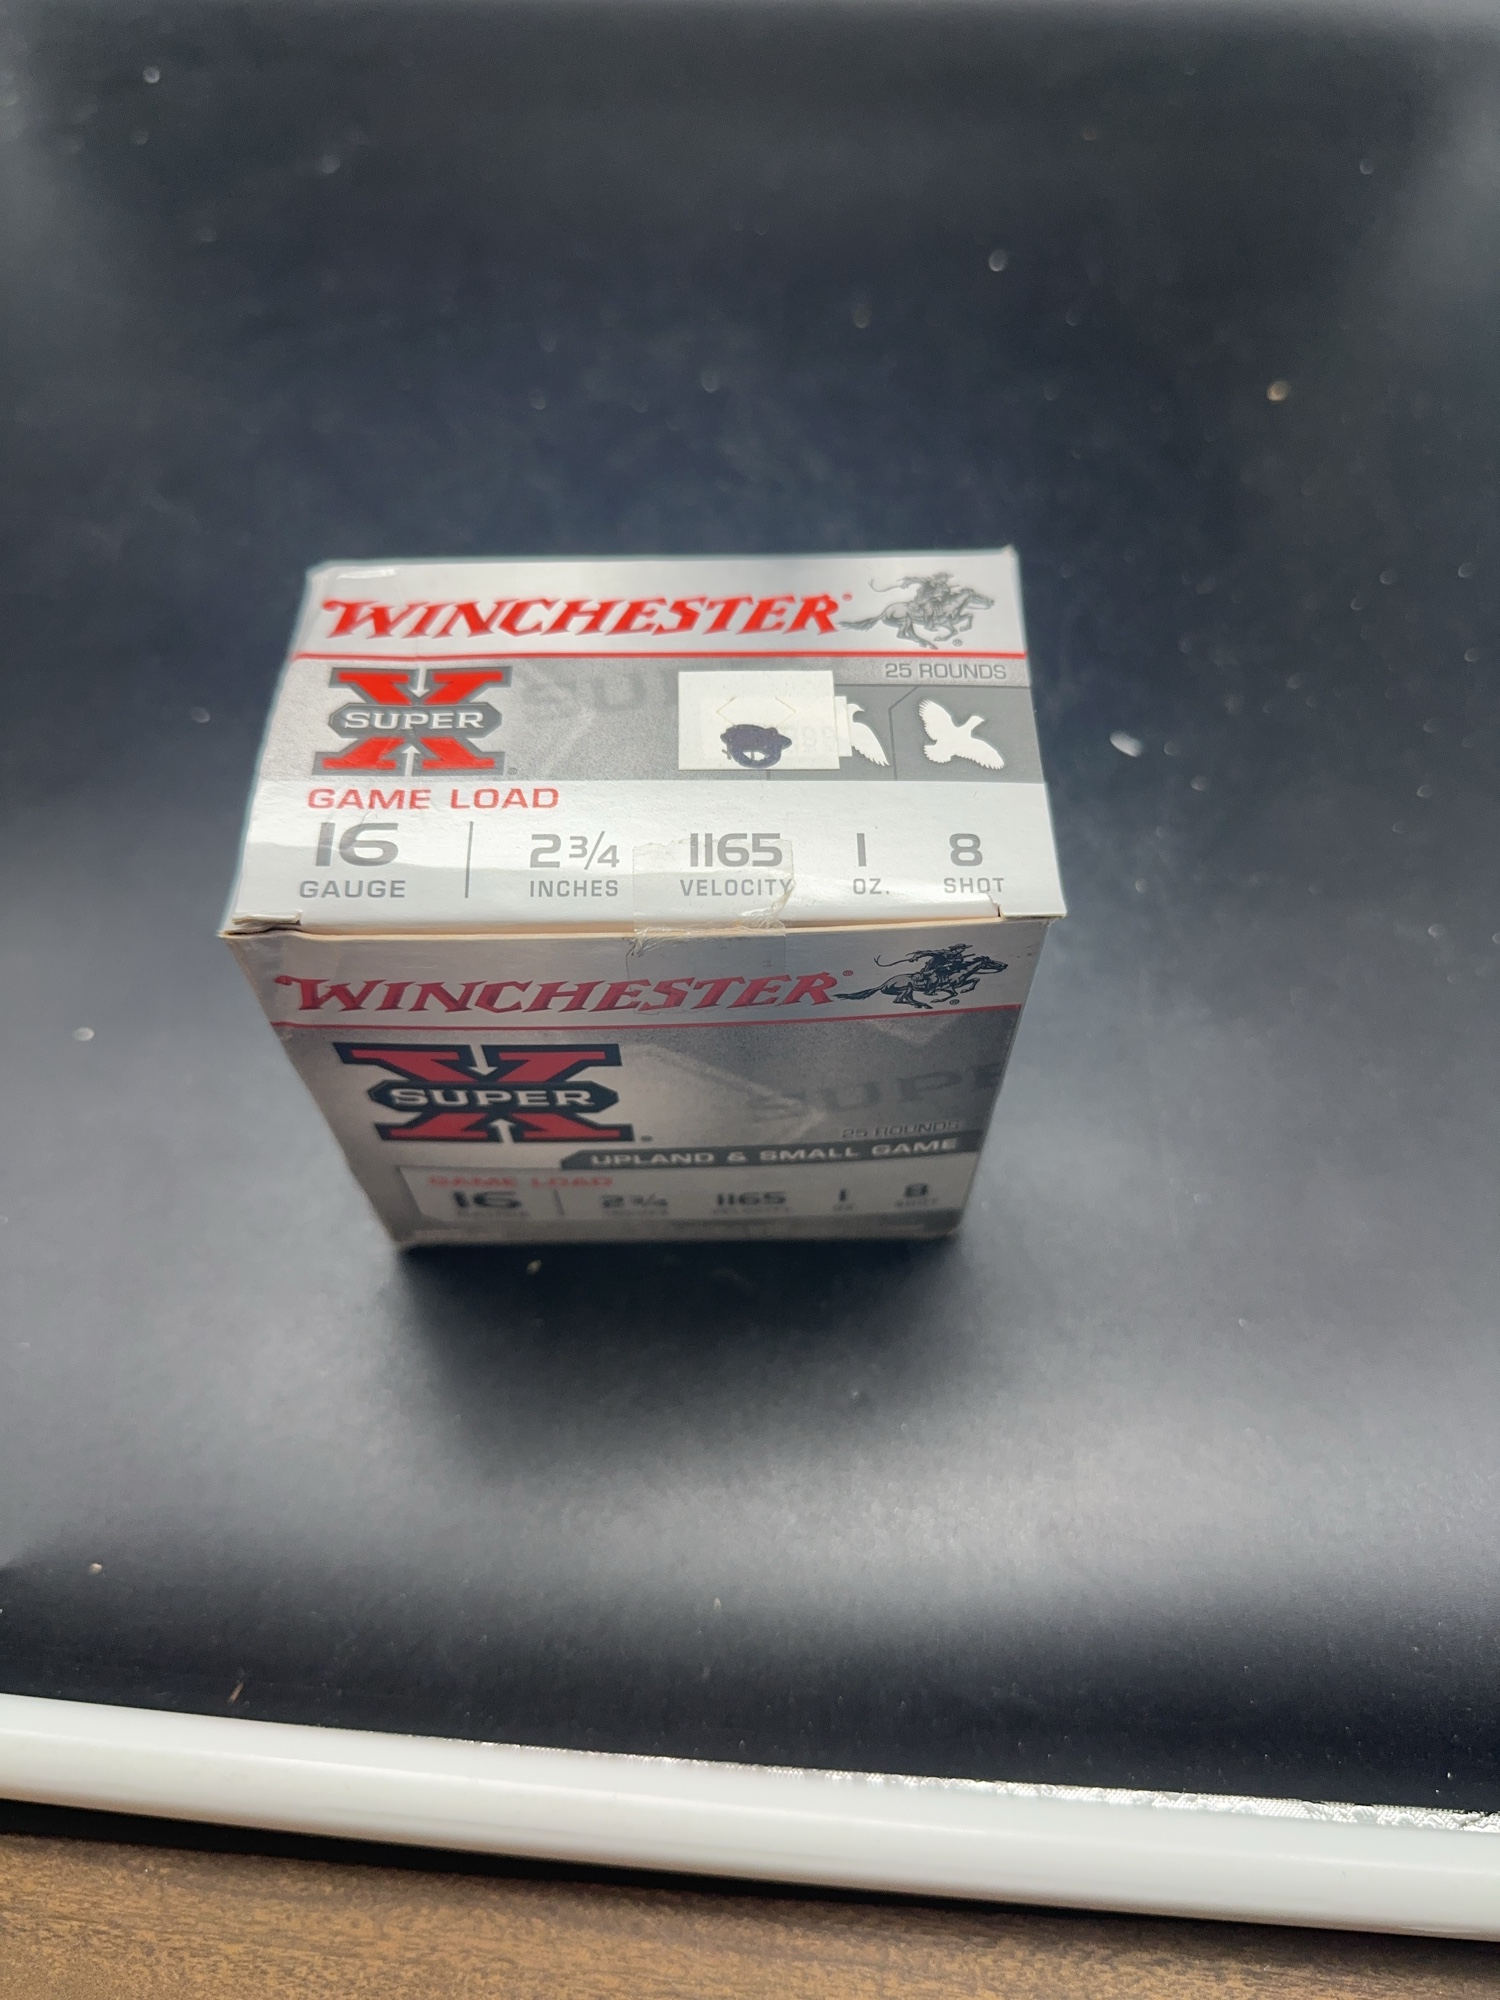 WINCHESTER®
25 ROUNDS
X SUPER
GAME LOAD
16 2 3/4 1165 1 8
GAUGE INCHES VELOCITY OZ. SHOT
WINCHESTER®
X SUPER
SUPE
25 ROUNDS
UPLAND & SMALL GAME
GAME LOAD
16 2 3/4 1165 1 8